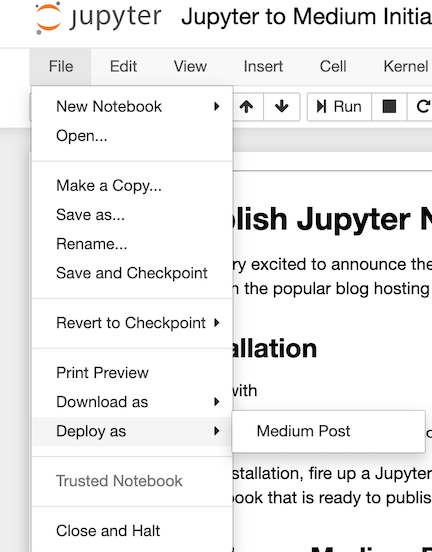 jupyter Jupyter to Medium Initia
File Edit View Insert Cell Kernel
New Notebook
Run
Open...
Make a Copy...
Save as...
lish Jupyter N
Rename...
ry excited to announce the
Save and Checkpoint
n the popular blog hosting
Revert to Checkpoint
allation
Print Preview
with
Download as
Deploy as
Medium Post
stallation, fire up a Jupyter
Trusted Notebook
book that is ready to publis
Close and Halt